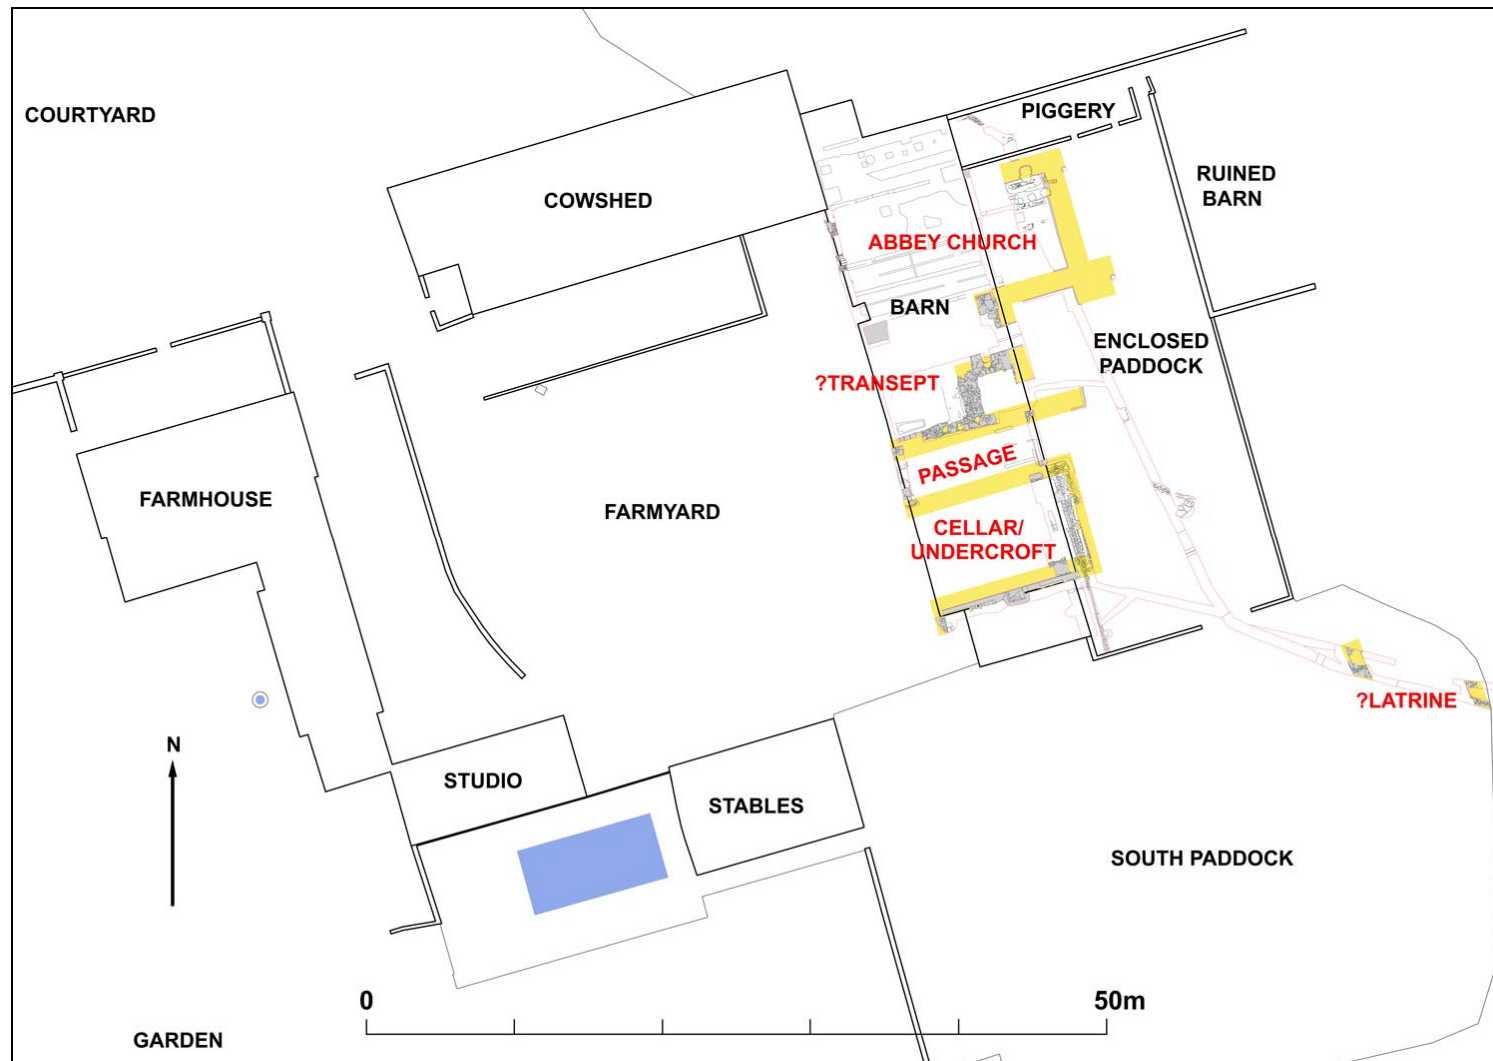 COURTYARD
PIGGERY
COWSHED
RUINED
BARN
ABBEY CHURCH
BARN
ENCLOSED
PADDOCK
?TRANSEPT
PASSAGE
FARMHOUSE
FARMYARD
CELLAR/
UNDERCROFT
?LATRINE
N
STUDIO
STABLES
SOUTH PADDOCK
0
50m
GARDEN